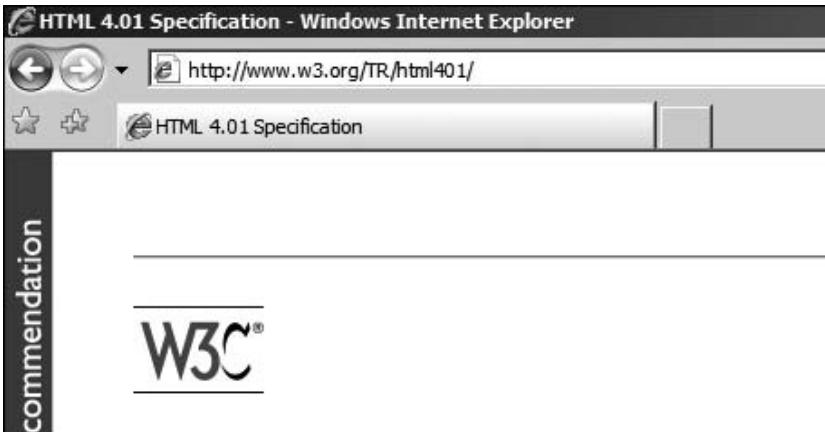 HTML 4.01 Specification - Windows Internet Explorer
http://www.w3.org/TR/html401/
HTML 4.01 Specification
commendation
W3C®